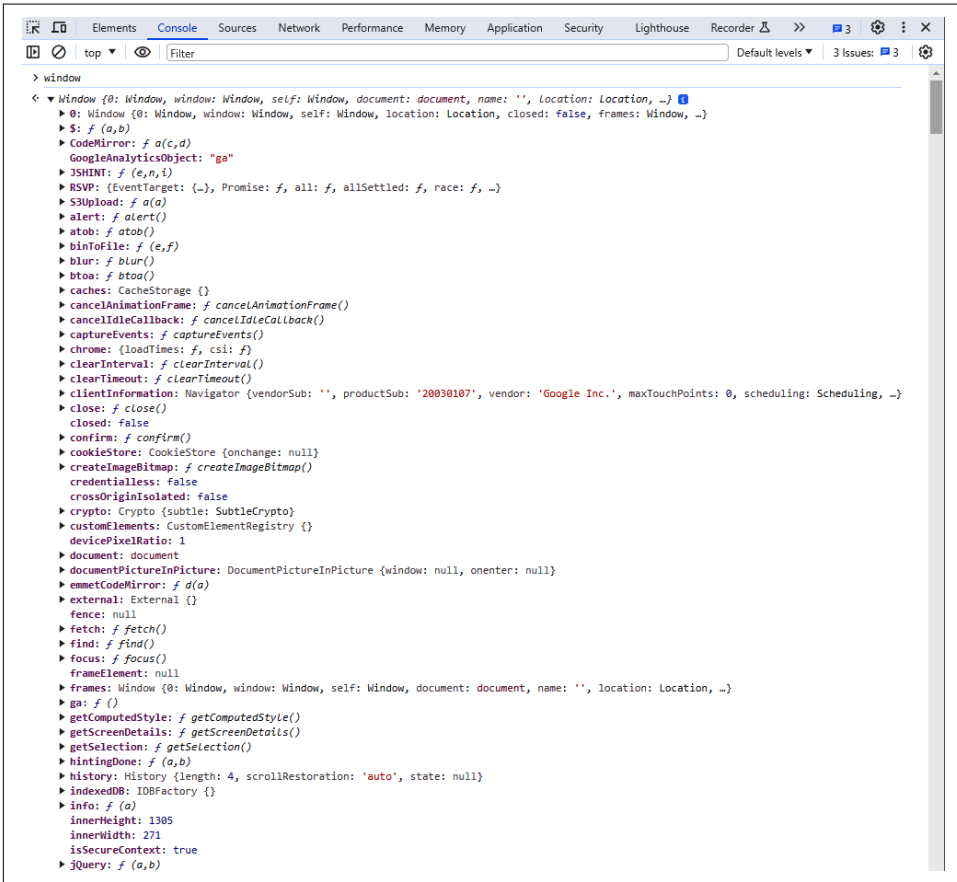 Elements Console Sources Network Performance Memory Application Security Lighthouse Recorder 3
top Filter Default levels 3 Issues: 3
> window
Window {0: Window, window: Window, self: Window, document: document, name: '', location: Location, …}
0: Window {0: Window, window: Window, self: Window, location: Location, closed: false, frames: Window, …}
$: ƒ (a,b)
CodeMirror: ƒ a(c,d)
GoogleAnalyticsObject: "ga"
JSHINT: ƒ (e,n,i)
RSVP: {EventTarget: {…}, Promise: ƒ, all: ƒ, allSettled: ƒ, race: ƒ, …}
S3Upload: ƒ a(a)
alert: ƒ alert()
atob: ƒ atob()
binToFile: ƒ (e,f)
blur: ƒ blur()
btoa: ƒ btoa()
caches: CacheStorage {}
cancelAnimationFrame: ƒ cancelAnimationFrame()
cancelIdleCallback: ƒ cancelIdleCallback()
captureEvents: ƒ captureEvents()
chrome: {loadTimes: ƒ, csi: ƒ}
clearInterval: ƒ clearInterval()
clearTimeout: ƒ clearTimeout()
clientInformation: Navigator {vendorSub: '', productSub: '20030107', vendor: 'Google Inc.', maxTouchPoints: 0, scheduling: Scheduling, …}
close: ƒ close()
closed: false
confirm: ƒ confirm()
cookieStore: CookieStore {onchange: null}
createImageBitmap: ƒ createImageBitmap()
credentialless: false
crossOriginIsolated: false
crypto: Crypto {subtle: SubtleCrypto}
customElements: CustomElementRegistry {}
devicePixelRatio: 1
document: document
documentPictureInPicture: DocumentPictureInPicture {window: null, onenter: null}
emmetCodeMirror: ƒ d(a)
external: External {}
fence: null
fetch: ƒ fetch()
find: ƒ find()
focus: ƒ focus()
frameElement: null
frames: Window {0: Window, window: Window, self: Window, document: document, name: '', location: Location, …}
ga: ƒ ()
getComputedStyle: ƒ getComputedStyle()
getScreenDetails: ƒ getScreenDetails()
getSelection: ƒ getSelection()
hintingDone: ƒ (a,b)
history: History {length: 4, scrollRestoration: 'auto', state: null}
indexedDB: IDBFactory {}
info: ƒ (a)
innerHeight: 1305
innerWidth: 271
isSecureContext: true
jQuery: ƒ (a,b)